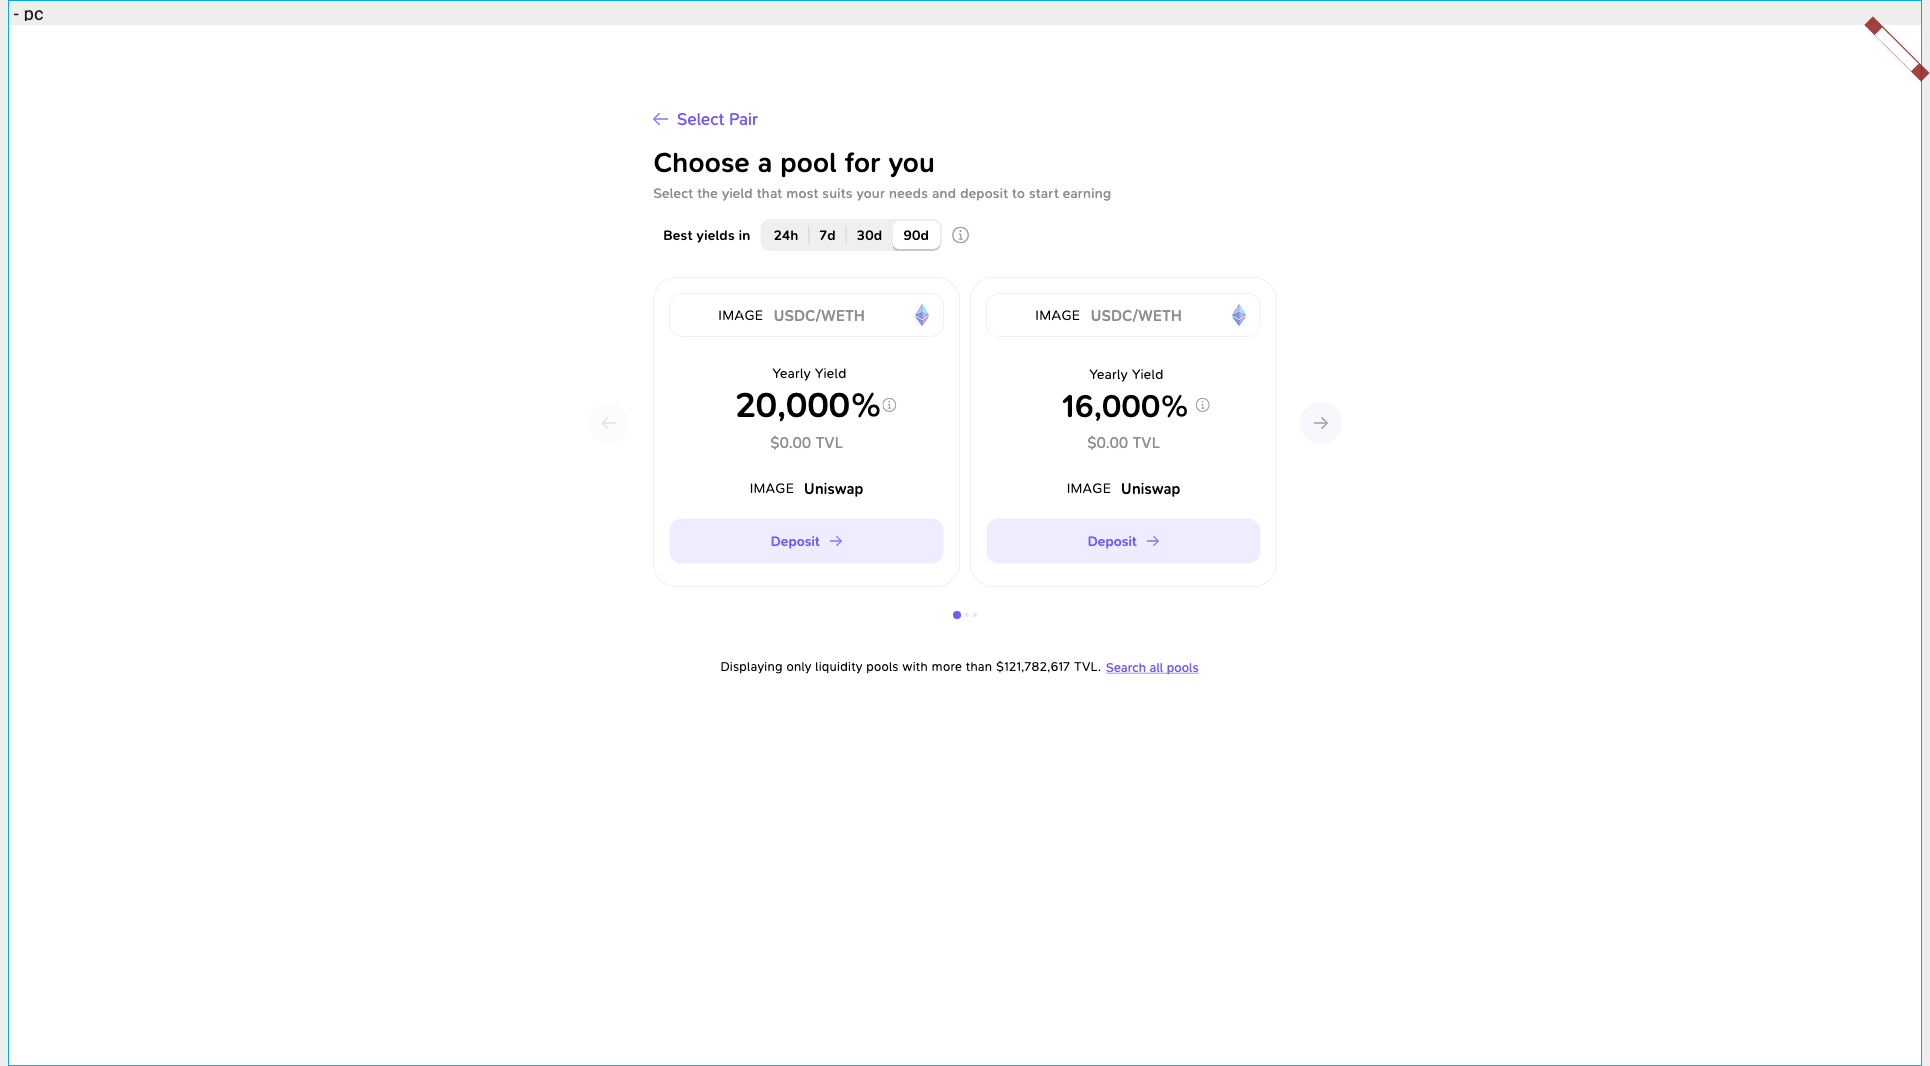 - pc
Select Pair
Choose a pool for you
Select the yield that most suits your needs and deposit to start earning
Best yields in 24h 7d 30d 90d
IMAGE USDC/WETH
Yearly Yield
20,000%
$0.00 TVL
IMAGE Uniswap
Deposit
IMAGE USDC/WETH
Yearly Yield
16,000%
$0.00 TVL
IMAGE Uniswap
Deposit
Displaying only liquidity pools with more than $121,782,617 TVL. Search all pools